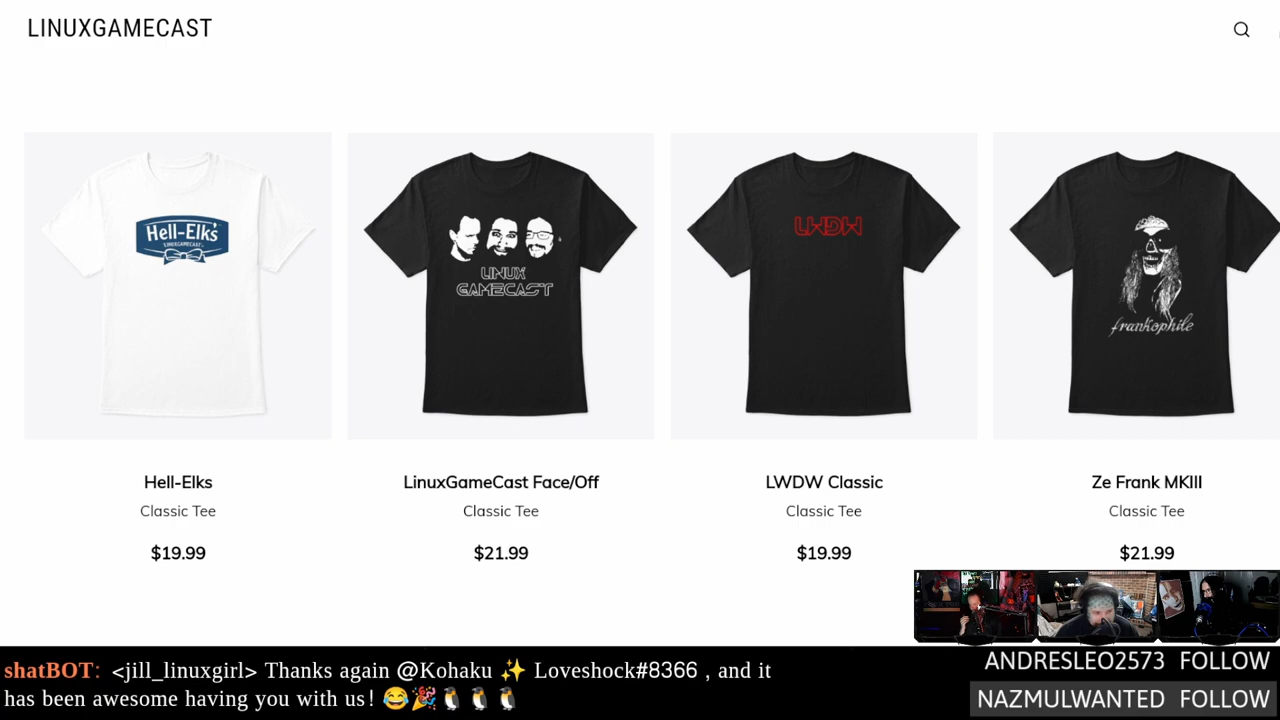 LINUXGAMECAST
Hell-Elks
LINUXGAMECAST
LINUX
GAMECAST
LWDW
frankophile
Hell-Elks
LinuxGameCast Face/Off
LWDW Classic
Ze Frank MKIII
Classic Tee
Classic Tee
Classic Tee
Classic Tee
$19.99
$21.99
$19.99
$21.99
shatBOT: <jill_linuxgirl> Thanks again @Kohaku ✨ Loveshock#8366 , and it
has been awesome having you with us! 😂🎉🐧🐧🐧
ANDRESLEO2573 FOLLOW
NAZMULWANTED FOLLOW